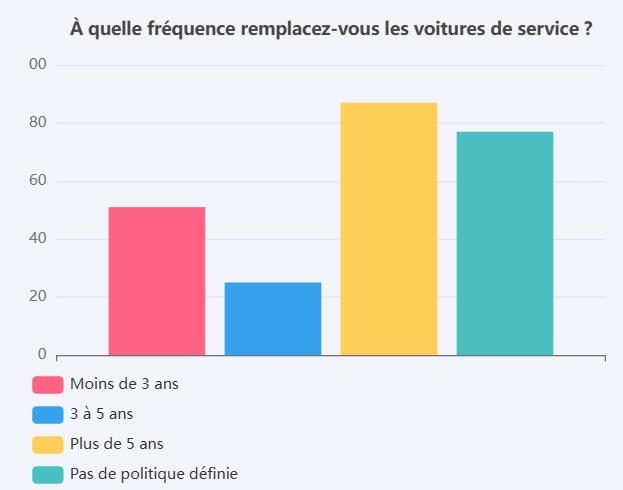 À quelle fréquence remplacez-vous les voitures de service ?
00
80
60
40
20
0
Moins de 3 ans
3 à 5 ans
Plus de 5 ans
Pas de politique définie